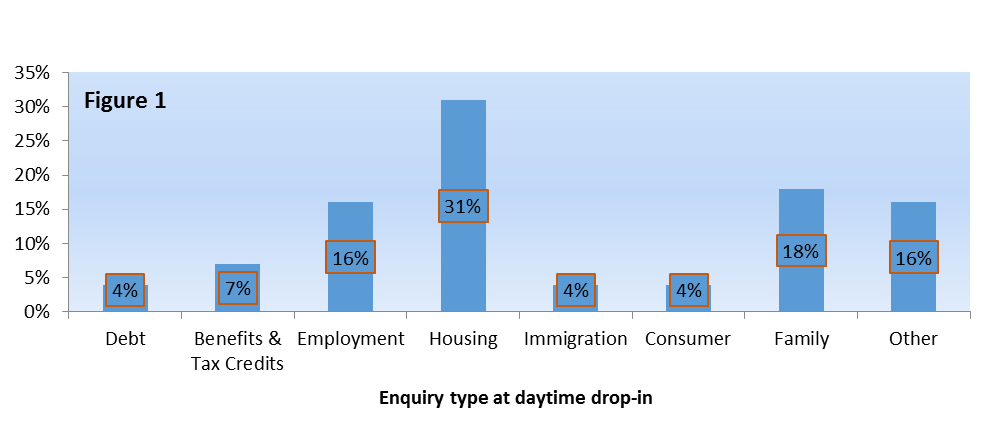 35%
Figure 1
30%
25%
20%
15%
10%
5%
0%
4%
7%
16%
31%
4%
4%
18%
16%
Debt
Benefits &
Tax Credits
Employment
Housing
Immigration
Consumer
Family
Other
Enquiry type at daytime drop-in